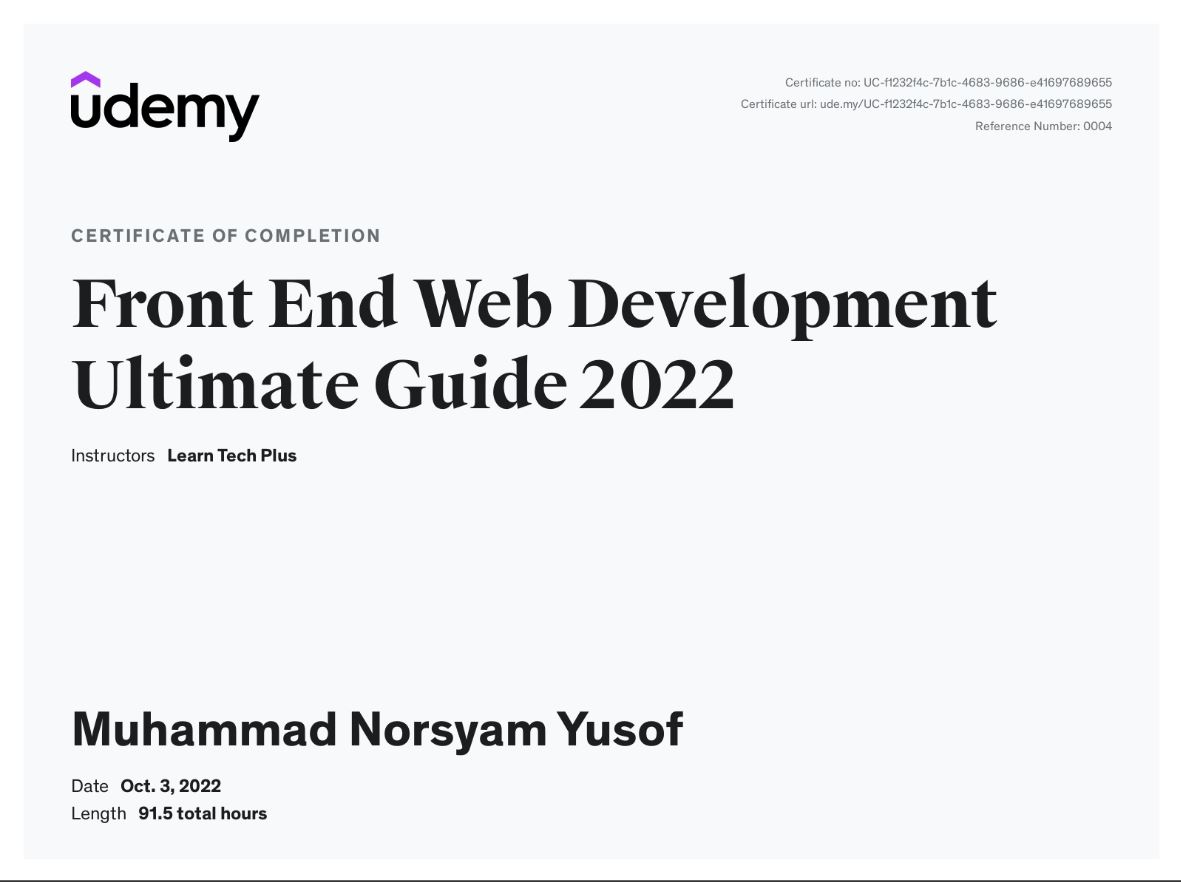 udemy
Certificate no: UC-f1232f4c-7b1c-4683-9686-e41697689655
Certificate url: ude.my/UC-f1232f4c-7b1c-4683-9686-e41697689655
Reference Number: 0004
CERTIFICATE OF COMPLETION
Front End Web Development
Ultimate Guide 2022
Instructors Learn Tech Plus
Muhammad Norsyam Yusof
Date Oct. 3, 2022
Length 91.5 total hours